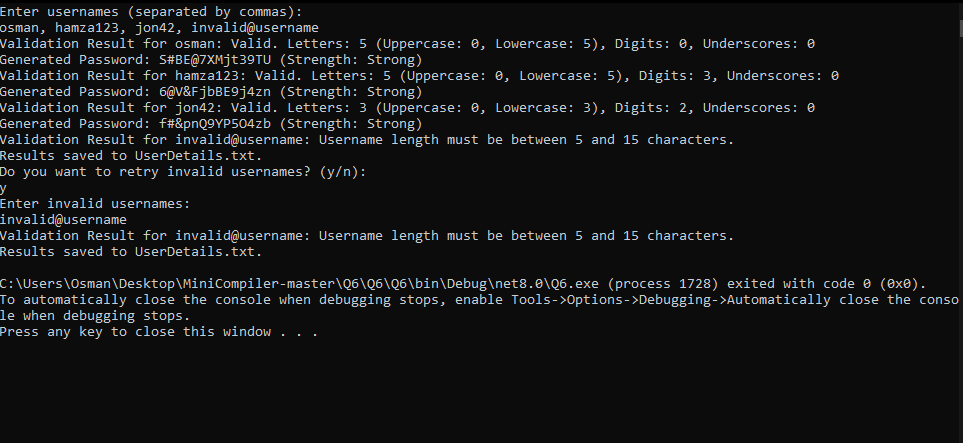 Enter usernames (separated by commas):
osman, hamza123, jon42, invalid@username
Validation Result for osman: Valid. Letters: 5 (Uppercase: 0, Lowercase: 5), Digits: 0, Underscores: 0
Generated Password: S#BE@7XMjt39TU (Strength: Strong)
Validation Result for hamza123: Valid. Letters: 5 (Uppercase: 0, Lowercase: 5), Digits: 3, Underscores: 0
Generated Password: 6@V&FjbBE9j4zn (Strength: Strong)
Validation Result for jon42: Valid. Letters: 3 (Uppercase: 0, Lowercase: 3), Digits: 2, Underscores: 0
Generated Password: f#&pnQ9YP5O4zb (Strength: Strong)
Validation Result for invalid@username: Username length must be between 5 and 15 characters.
Results saved to UserDetails.txt.
Do you want to retry invalid usernames? (y/n):
y
Enter invalid usernames:
invalid@username
Validation Result for invalid@username: Username length must be between 5 and 15 characters.
Results saved to UserDetails.txt.
C:\Users\Osman\Desktop\MiniCompiler-master\Q6\Q6\Q6\bin\Debug\net8.0\Q6.exe (process 1728) exited with code 0 (0x0).
To automatically close the console when debugging stops, enable Tools->Options->Debugging->Automatically close the conso
le when debugging stops.
Press any key to close this window . . .